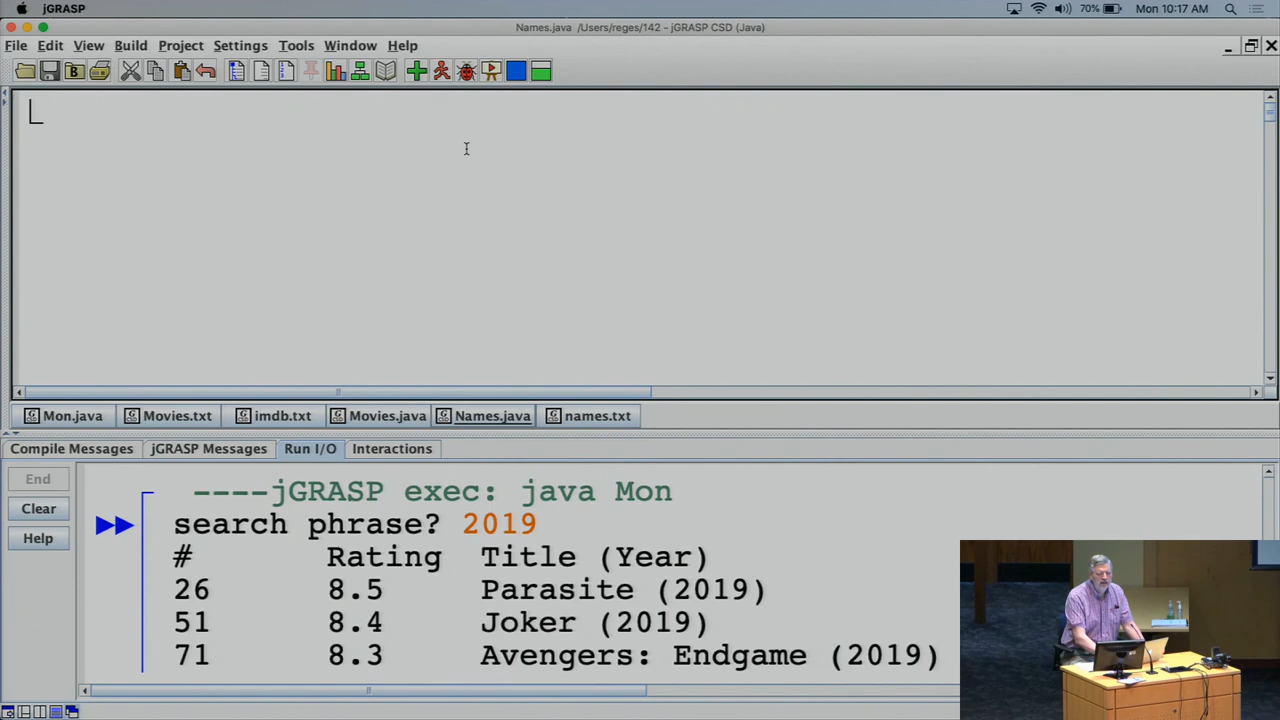 jGRASP
70%
Mon 10:17 AM
Names.java /Users/reges/142 - jGRASP CSD (Java)
File Edit View Build Project Settings Tools Window Help
Mon.java Movies.txt imdb.txt Movies.java Names.java names.txt
Compile Messages jGRASP Messages Run I/O Interactions
End
Clear
Help
----jGRASP exec: java Mon
search phrase? 2019
# Rating Title (Year)
26 8.5 Parasite (2019)
51 8.4 Joker (2019)
71 8.3 Avengers: Endgame (2019)